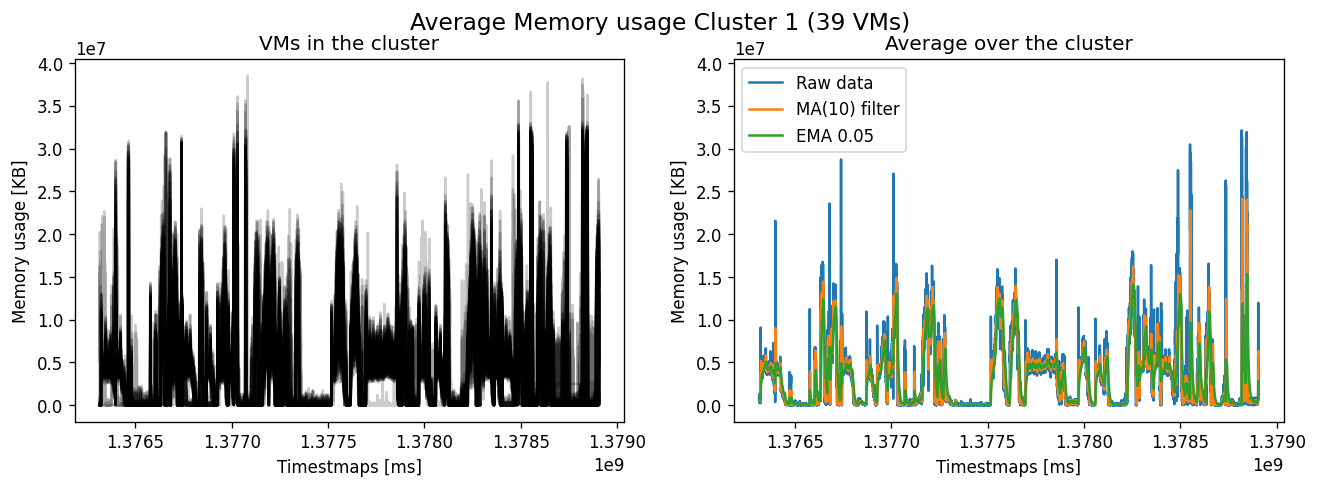 Average Memory usage Cluster 1 (39 VMs)
VMs in the cluster
1e7
4.0
3.5
3.0
2.5
2.0
1.5
1.0
0.5
0.0
Memory usage [KB]
1.3765
1.3770
1.3775
1.3780
1.3785
1.3790
1e9
Timestmaps [ms]
Average over the cluster
1e7
4.0
3.5
3.0
2.5
2.0
1.5
1.0
0.5
0.0
Memory usage [KB]
Raw data
MA(10) filter
EMA 0.05
1.3765
1.3770
1.3775
1.3780
1.3785
1.3790
1e9
Timestmaps [ms]